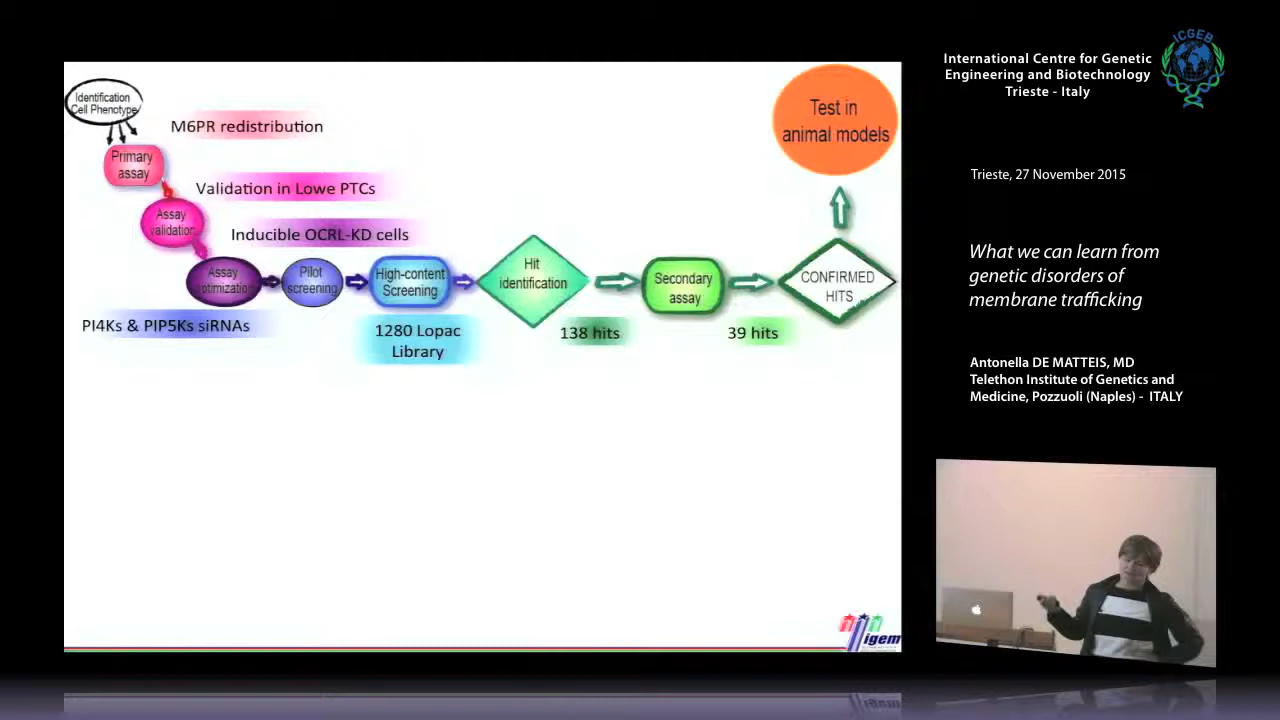 Identification
Cell Phenotype
M6PR redistribution
Primary
assay
Validation in Lowe PTCs
Assay
validation
Inducible OCRL-KD cells
Assay
optimization
Pilot
screening
High-content
Screening
Hit
identification
Secondary
assay
CONFIRMED
HITS
Test in
animal models
PI4Ks & PIP5Ks siRNAs
1280 Lopac
Library
138 hits
39 hits
igem
ICGEB
International Centre for Genetic
Engineering and Biotechnology
Trieste - Italy
Trieste, 27 November 2015
What we can learn from
genetic disorders of
membrane trafficking
Antonella DE MATTEIS, MD
Telethon Institute of Genetics and
Medicine, Pozzuoli (Naples) - ITALY